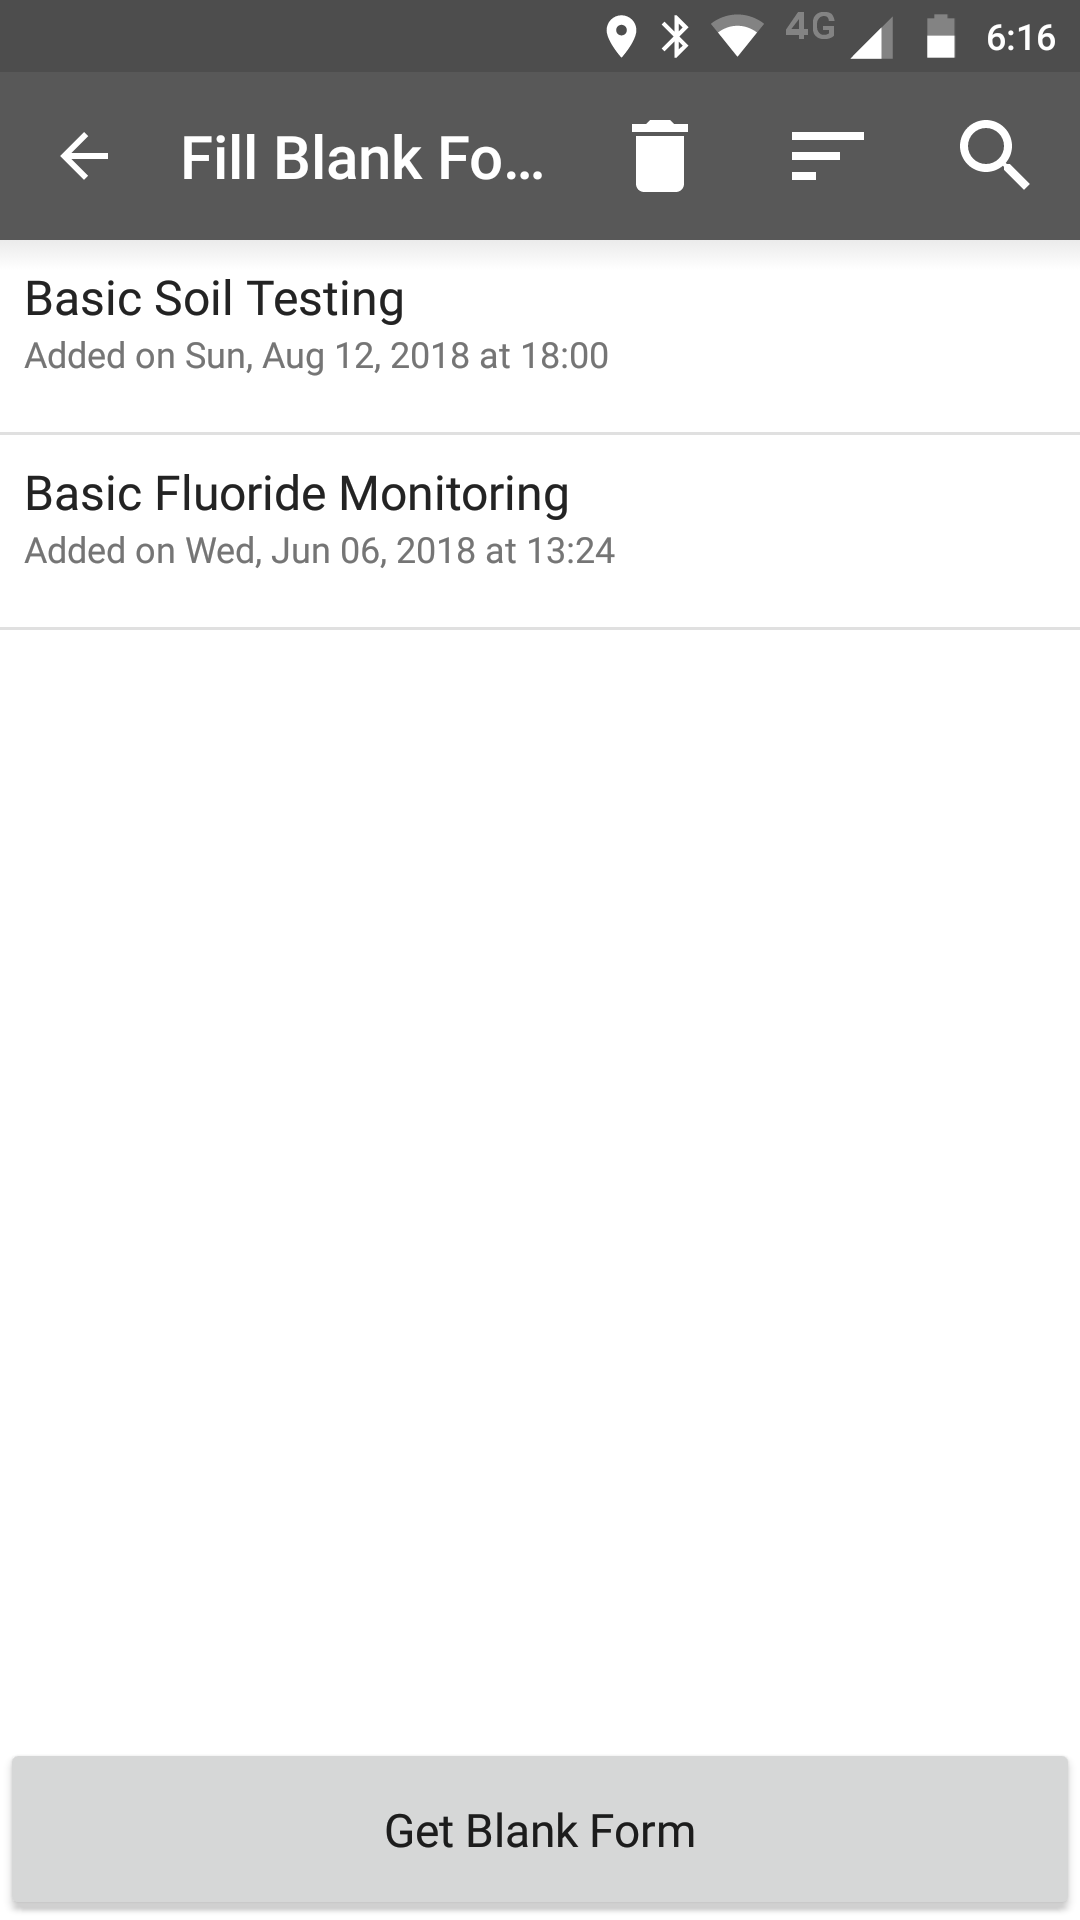 4G 6:16
Fill Blank Fo...
Basic Soil Testing
Added on Sun, Aug 12, 2018 at 18:00
Basic Fluoride Monitoring
Added on Wed, Jun 06, 2018 at 13:24
Get Blank Form